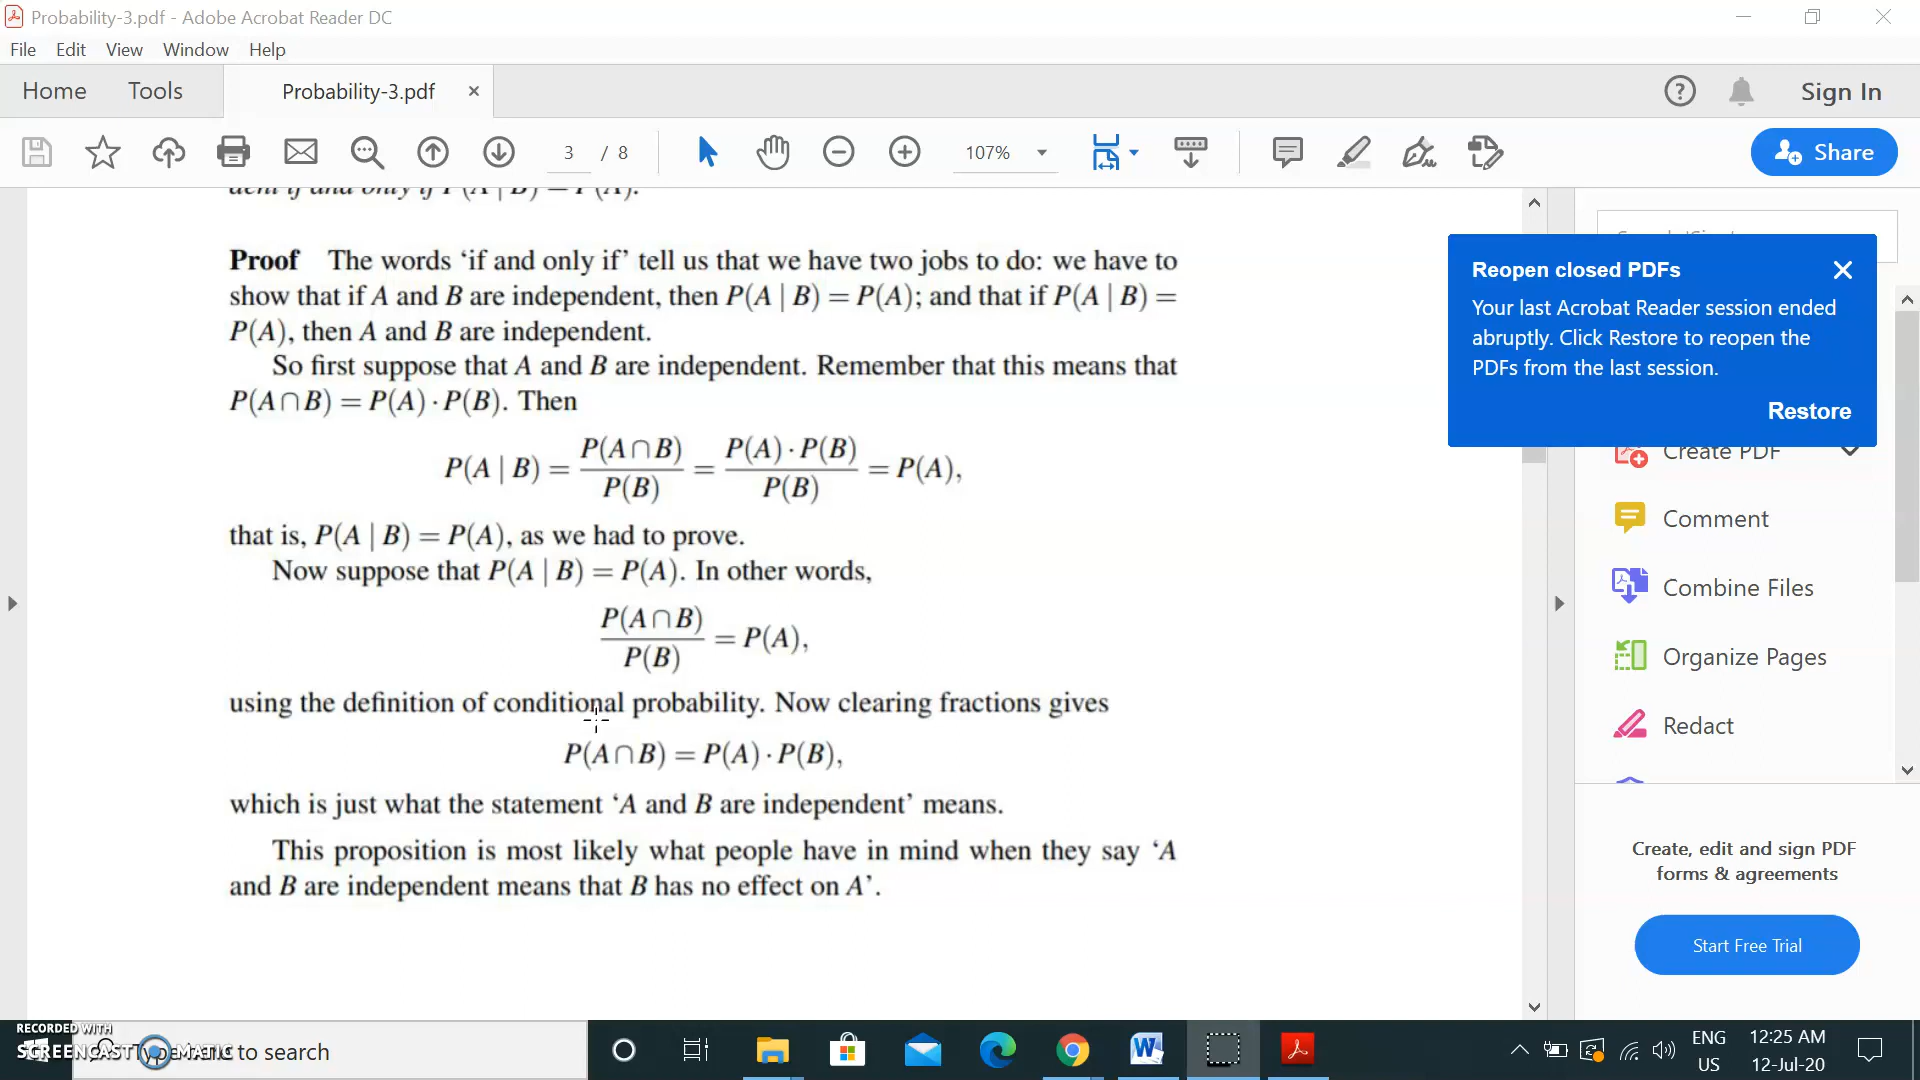 Probability-3.pdf - Adobe Acrobat Reader DC
File Edit View Window Help
Home Tools Probability-3.pdf × Sign In
3 / 8 107% Share
dent if and only if P(A | B) = P(A).
Proof The words ‘if and only if’ tell us that we have two jobs to do: we have to
show that if A and B are independent, then P(A | B) = P(A); and that if P(A | B) =
P(A), then A and B are independent.
So first suppose that A and B are independent. Remember that this means that
P(A∩B) = P(A)·P(B). Then
P(A | B) = P(A∩B)/P(B) = P(A)·P(B)/P(B) = P(A),
that is, P(A | B) = P(A), as we had to prove.
Now suppose that P(A | B) = P(A). In other words,
P(A∩B)/P(B) = P(A),
using the definition of conditional probability. Now clearing fractions gives
P(A∩B) = P(A)·P(B),
which is just what the statement ‘A and B are independent’ means.
This proposition is most likely what people have in mind when they say ‘A
and B are independent means that B has no effect on A’.
Reopen closed PDFs
Your last Acrobat Reader session ended
abruptly. Click Restore to reopen the
PDFs from the last session.
Restore
Create PDF
Comment
Combine Files
Organize Pages
Redact
Create, edit and sign PDF
forms & agreements
Start Free Trial
RECORDED WITH
SCREENCAST MATIC
to search
ENG
US
12:25 AM
12-Jul-20